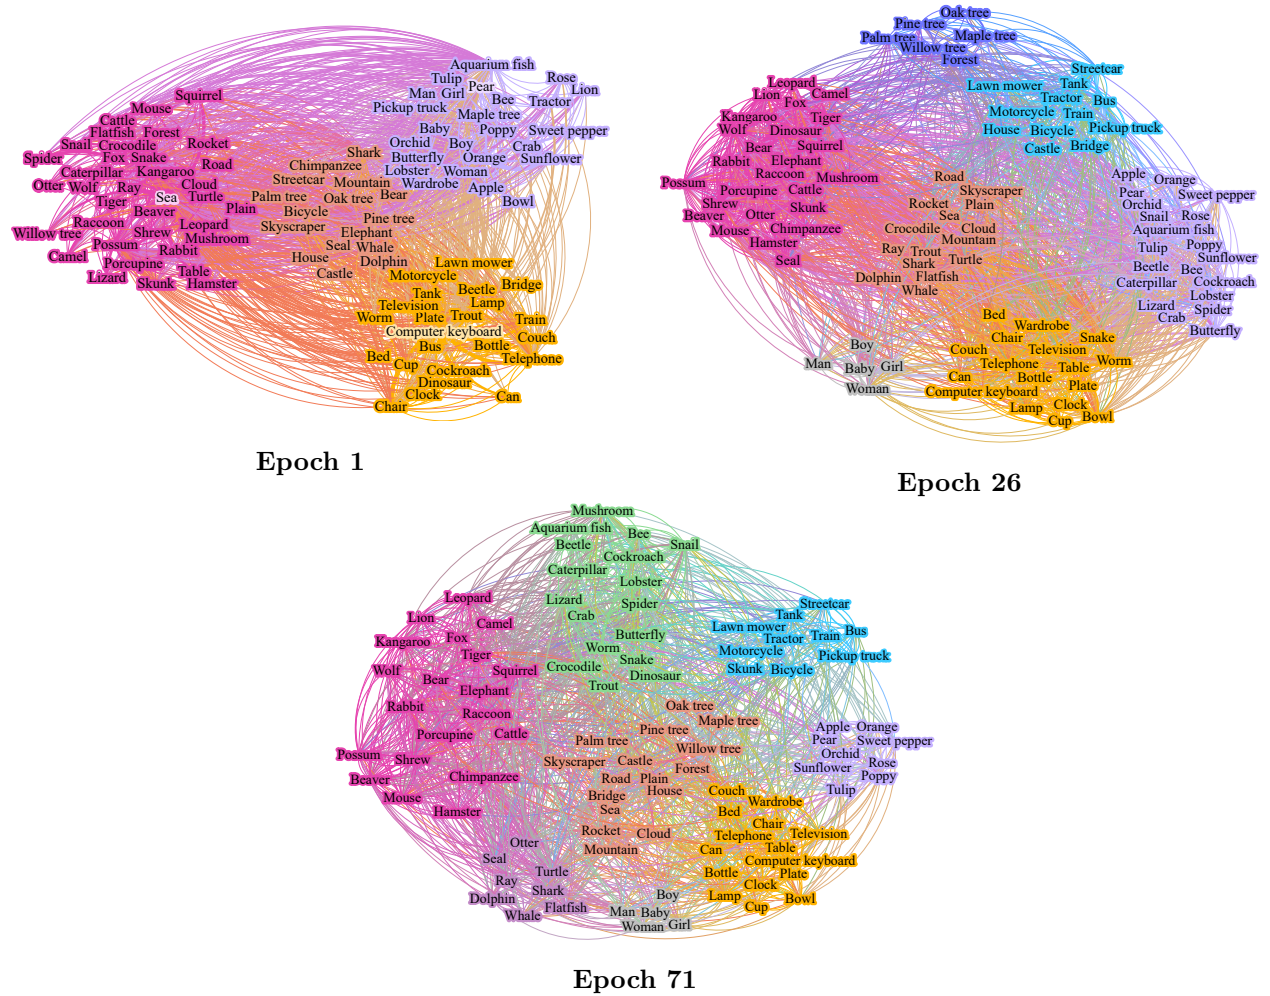 Aquarium fish
Tulip
Rose
Pear
Lion
Man
Girl
Bee
Tractor
Squirrel
Mouse
Pickup truck
Maple tree
Cattle
Baby
Poppy
Sweet pepper
Flatfish
Forest
Snail
Crocodile
Rocket
Orchid
Boy
Crab
Spider
Fox
Snake
Shark
Butterfly
Orange
Sunflower
Caterpillar
Kangaroo
Road
Chimpanzee
Lobster
Woman
Otter
Wolf
Ray
Cloud
Streetcar
Mountain
Wardrobe
Apple
Tiger
Sea
Turtle
Palm tree
Oak tree
Bear
Bowl
Beaver
Plain
Bicycle
Raccoon
Leopard
Skyscraper
Pine tree
Willow tree
Shrew
Mushroom
Elephant
Possum
Rabbit
Seal
Whale
Camel
Porcupine
House
Dolphin
Lawn mower
Lizard
Table
Castle
Motorcycle
Skunk
Hamster
Tank
Beetle
Bridge
Television
Lamp
Worm
Plate
Trout
Train
Computer keyboard
Couch
Bus
Bottle
Bed
Telephone
Cup
Cockroach
Dinosaur
Clock
Can
Chair
Epoch 1
Oak tree
Pine tree
Palm tree
Maple tree
Willow tree
Forest
Streetcar
Leopard
Lawn mower
Tank
Lion
Camel
Tractor
Bus
Fox
Kangaroo
Tiger
Motorcycle
Train
Wolf
Dinosaur
House
Bicycle
Pickup truck
Bear
Squirrel
Castle
Bridge
Rabbit
Elephant
Raccoon
Mushroom
Road
Apple
Orange
Possum
Porcupine
Cattle
Skyscraper
Pear
Sweet pepper
Shrew
Skunk
Rocket
Plain
Orchid
Beaver
Otter
Sea
Snail
Rose
Mouse
Chimpanzee
Crocodile
Cloud
Aquarium fish
Hamster
Mountain
Tulip
Poppy
Seal
Ray
Trout
Turtle
Sunflower
Shark
Beetle
Bee
Dolphin
Flatfish
Caterpillar
Cockroach
Whale
Lobster
Lizard
Spider
Crab
Bed
Wardrobe
Butterfly
Chair
Snake
Boy
Couch
Television
Man
Girl
Telephone
Table
Worm
Baby
Can
Bottle
Plate
Woman
Computer keyboard
Lamp
Clock
Cup
Bowl
Epoch 26
Mushroom
Aquarium fish
Bee
Beetle
Snail
Cockroach
Caterpillar
Lobster
Leopard
Lizard
Spider
Streetcar
Lion
Crab
Tank
Camel
Lawn mower
Kangaroo
Fox
Butterfly
Tractor
Train
Bus
Tiger
Worm
Motorcycle
Pickup truck
Wolf
Squirrel
Crocodile
Snake
Skunk
Bicycle
Bear
Dinosaur
Elephant
Trout
Rabbit
Raccoon
Oak tree
Maple tree
Porcupine
Cattle
Pine tree
Apple
Orange
Palm tree
Willow tree
Pear
Sweet pepper
Possum
Shrew
Skyscraper
Castle
Forest
Orchid
Sunflower
Rose
Beaver
Chimpanzee
Road
Plain
Poppy
Mouse
Bridge
House
Couch
Tulip
Hamster
Sea
Bed
Wardrobe
Rocket
Cloud
Chair
Otter
Mountain
Telephone
Television
Seal
Can
Table
Turtle
Computer keyboard
Ray
Shark
Bottle
Plate
Dolphin
Flatfish
Boy
Clock
Whale
Man
Baby
Lamp
Cup
Bowl
Woman
Girl
Epoch 71